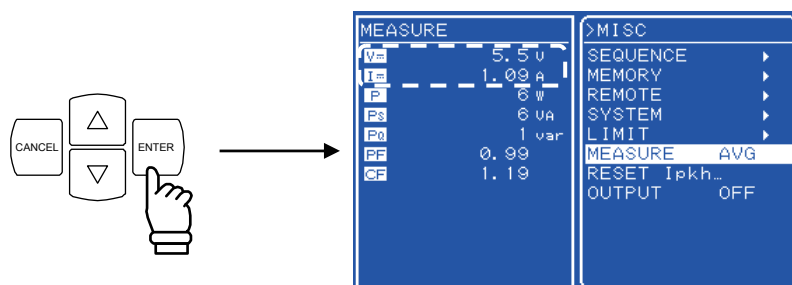 CANCEL
ENTER
MEASURE
V= 5.5 V
I= 1.09 A
P 6 W
Ps 6 VA
PQ 1 var
PF 0.99
CF 1.19
>MISC
SEQUENCE
MEMORY
REMOTE
SYSTEM
LIMIT
MEASURE AVG
RESET Ipkh…
OUTPUT OFF